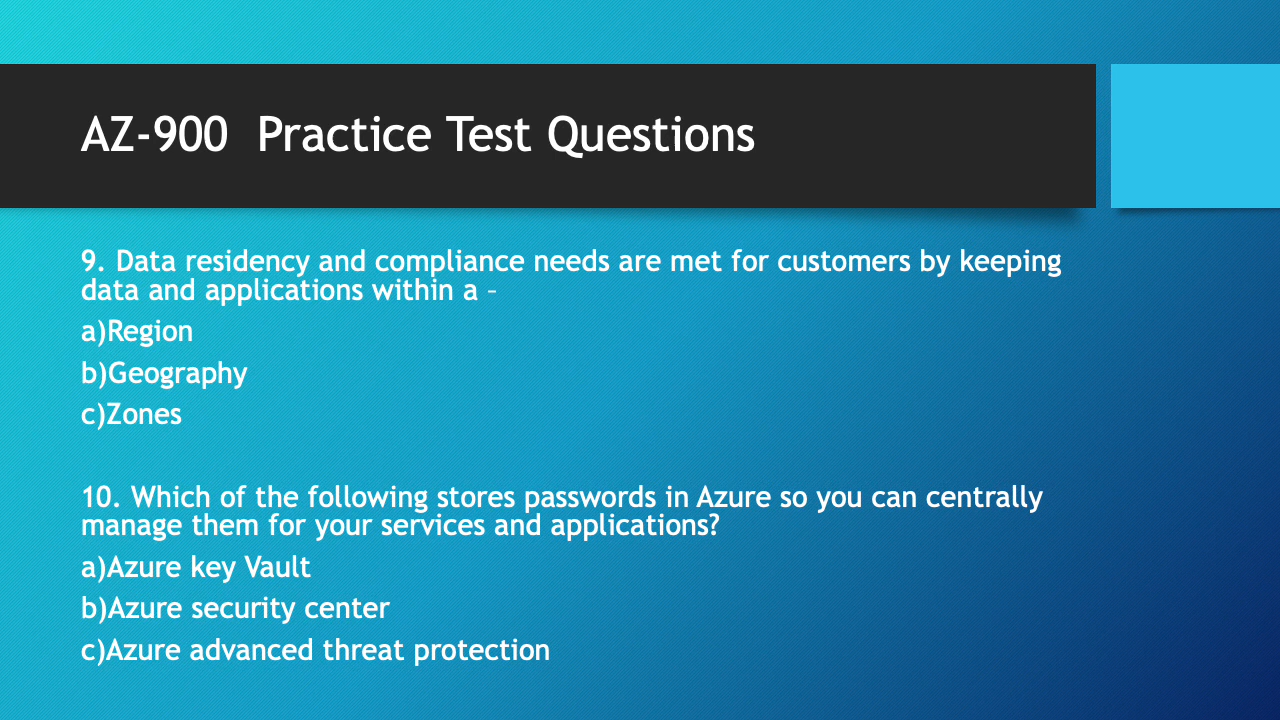 AZ-900  Practice Test Questions
9. Data residency and compliance needs are met for customers by keeping
data and applications within a –
a)Region
b)Geography
c)Zones
10. Which of the following stores passwords in Azure so you can centrally
manage them for your services and applications?
a)Azure key Vault
b)Azure security center
c)Azure advanced threat protection